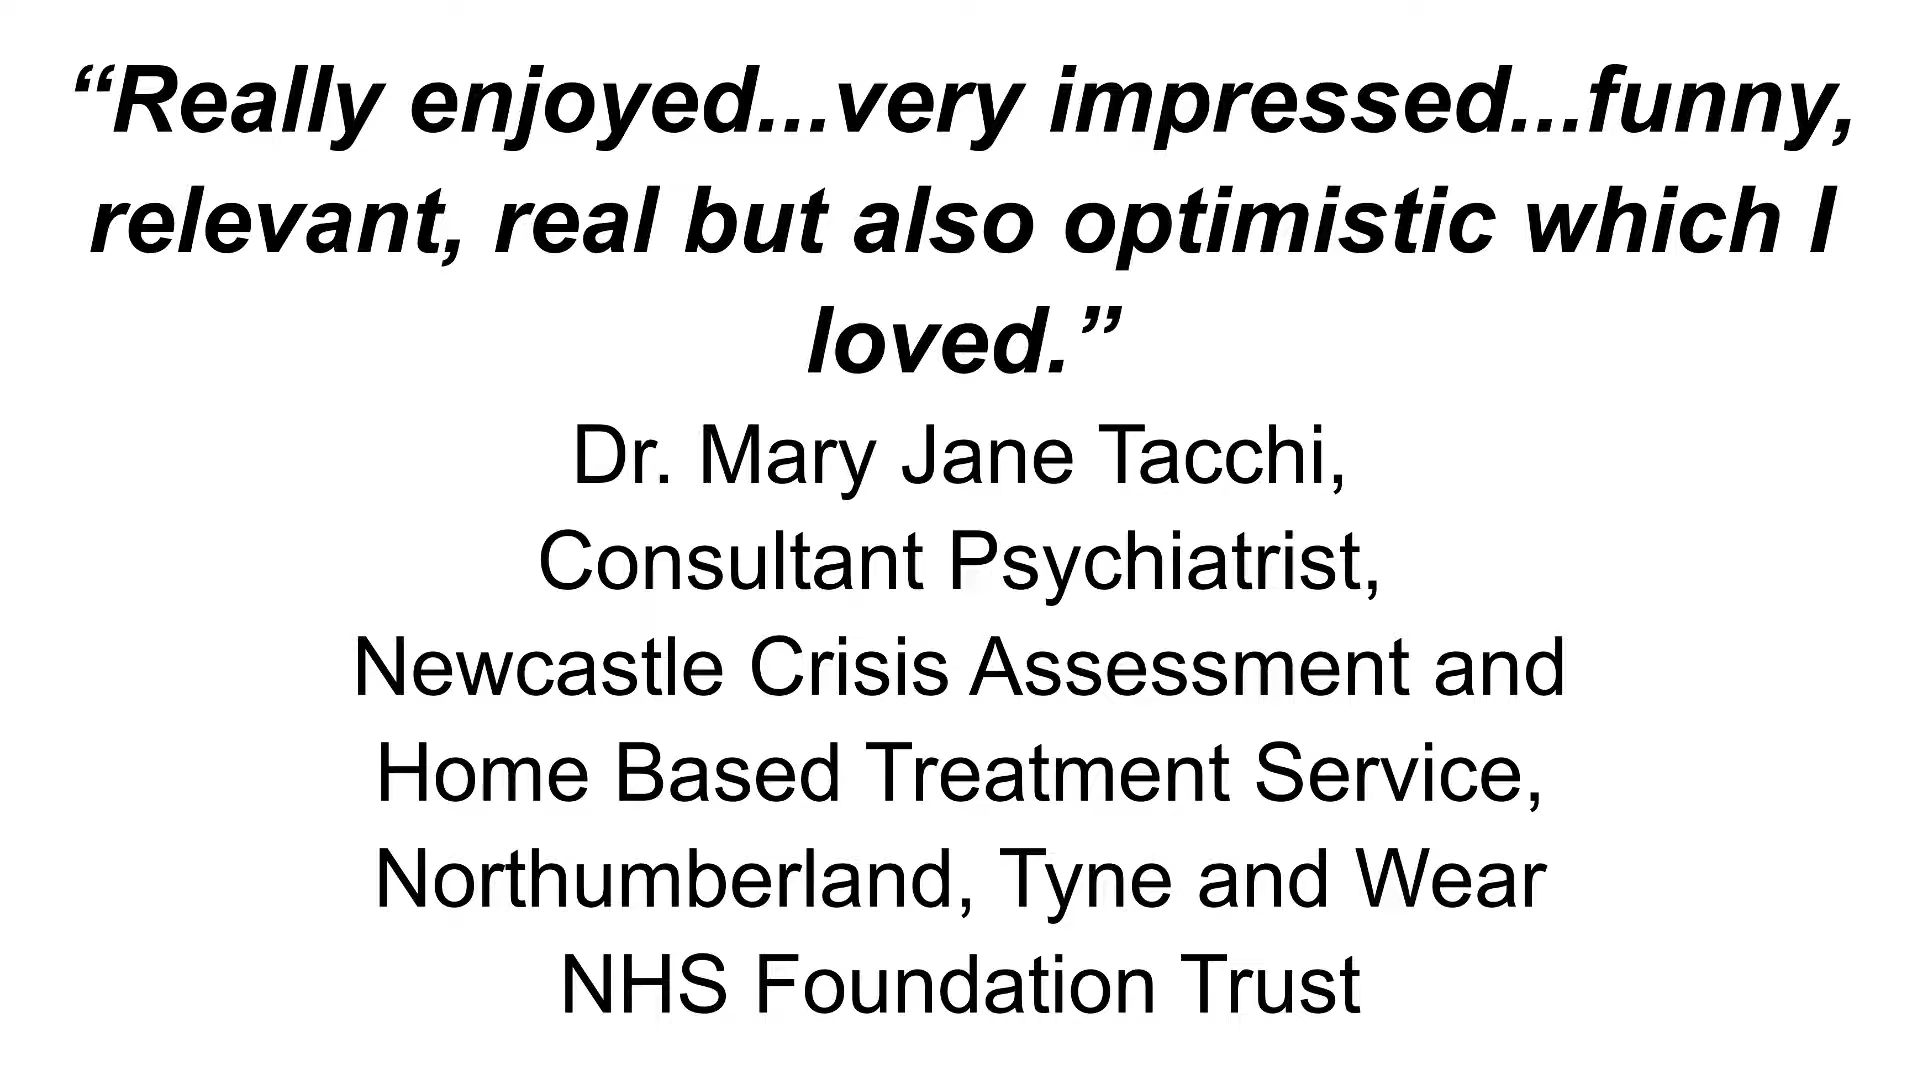 “Really enjoyed...very impressed...funny,
relevant, real but also optimistic which I
loved.”
Dr. Mary Jane Tacchi,
Consultant Psychiatrist,
Newcastle Crisis Assessment and
Home Based Treatment Service,
Northumberland, Tyne and Wear
NHS Foundation Trust